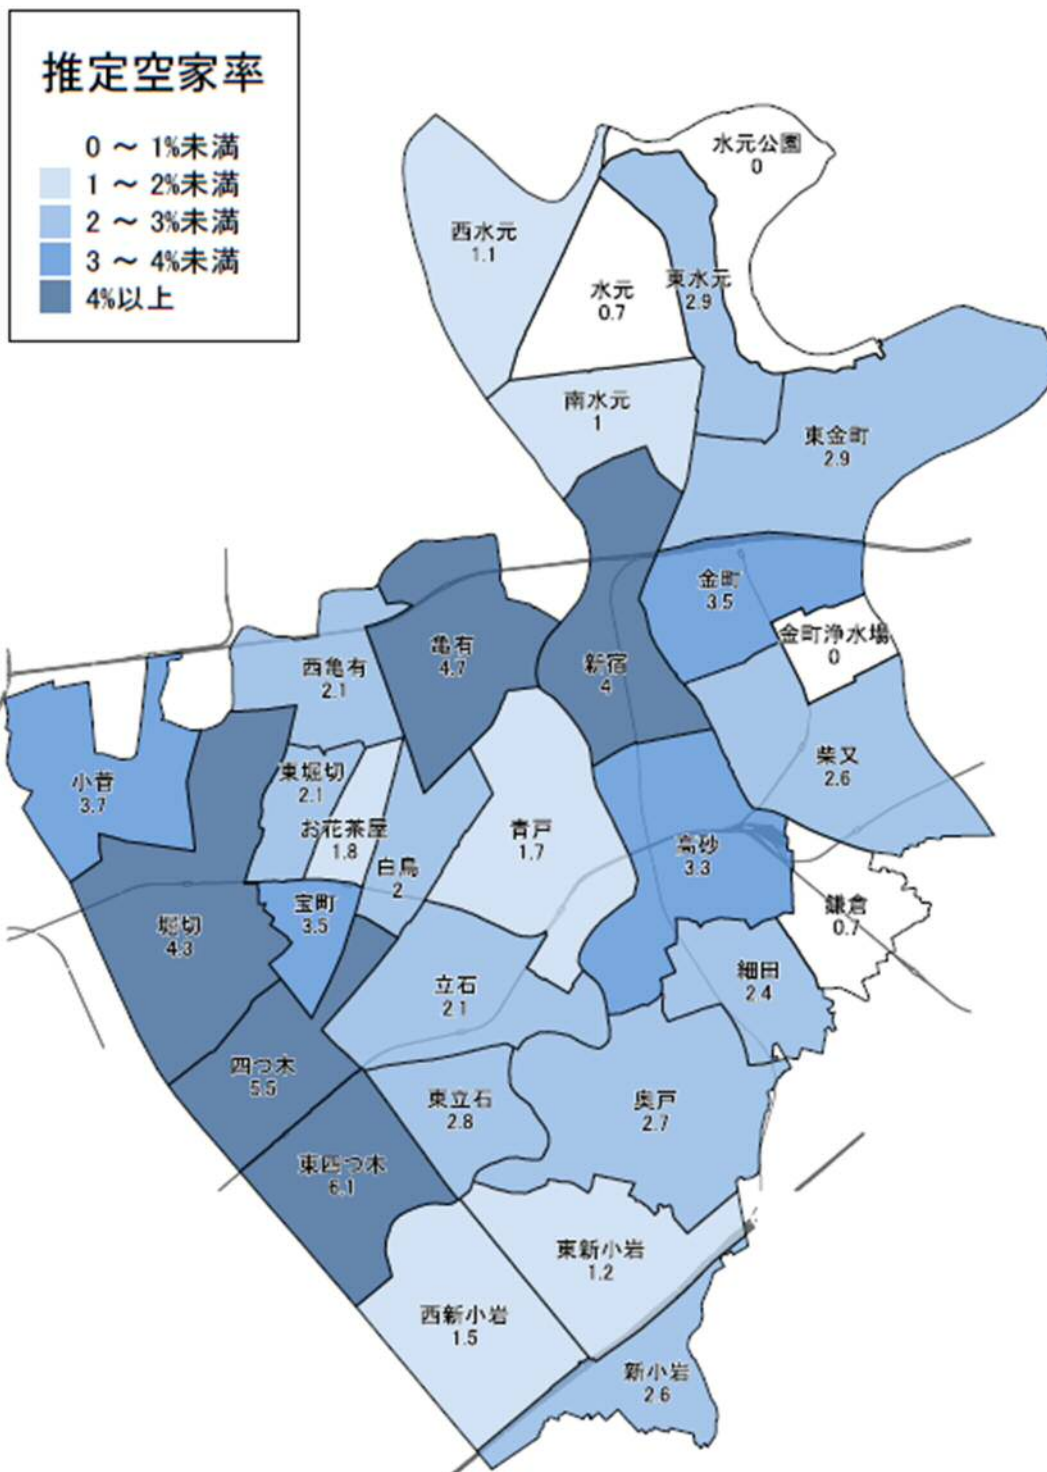 推定空家率
0 ～ 1%未満
1 ～ 2%未満
2 ～ 3%未満
3 ～ 4%未満
4%以上
水元公園
0
西水元
1.1
水元
0.7
東水元
2.9
南水元
1
東金町
2.9
金町
3.5
金町浄水場
0
亀有
4.7
新宿
4
西亀有
2.1
柴又
2.6
小菅
3.7
東堀切
2.1
お花茶屋
1.8
白鳥
2
青戸
1.7
高砂
3.3
鎌倉
0.7
宝町
3.5
堀切
4.3
立石
2.1
細田
2.4
四つ木
5.5
東立石
2.8
奥戸
2.7
東四つ木
6.1
東新小岩
1.2
西新小岩
1.5
新小岩
2.6